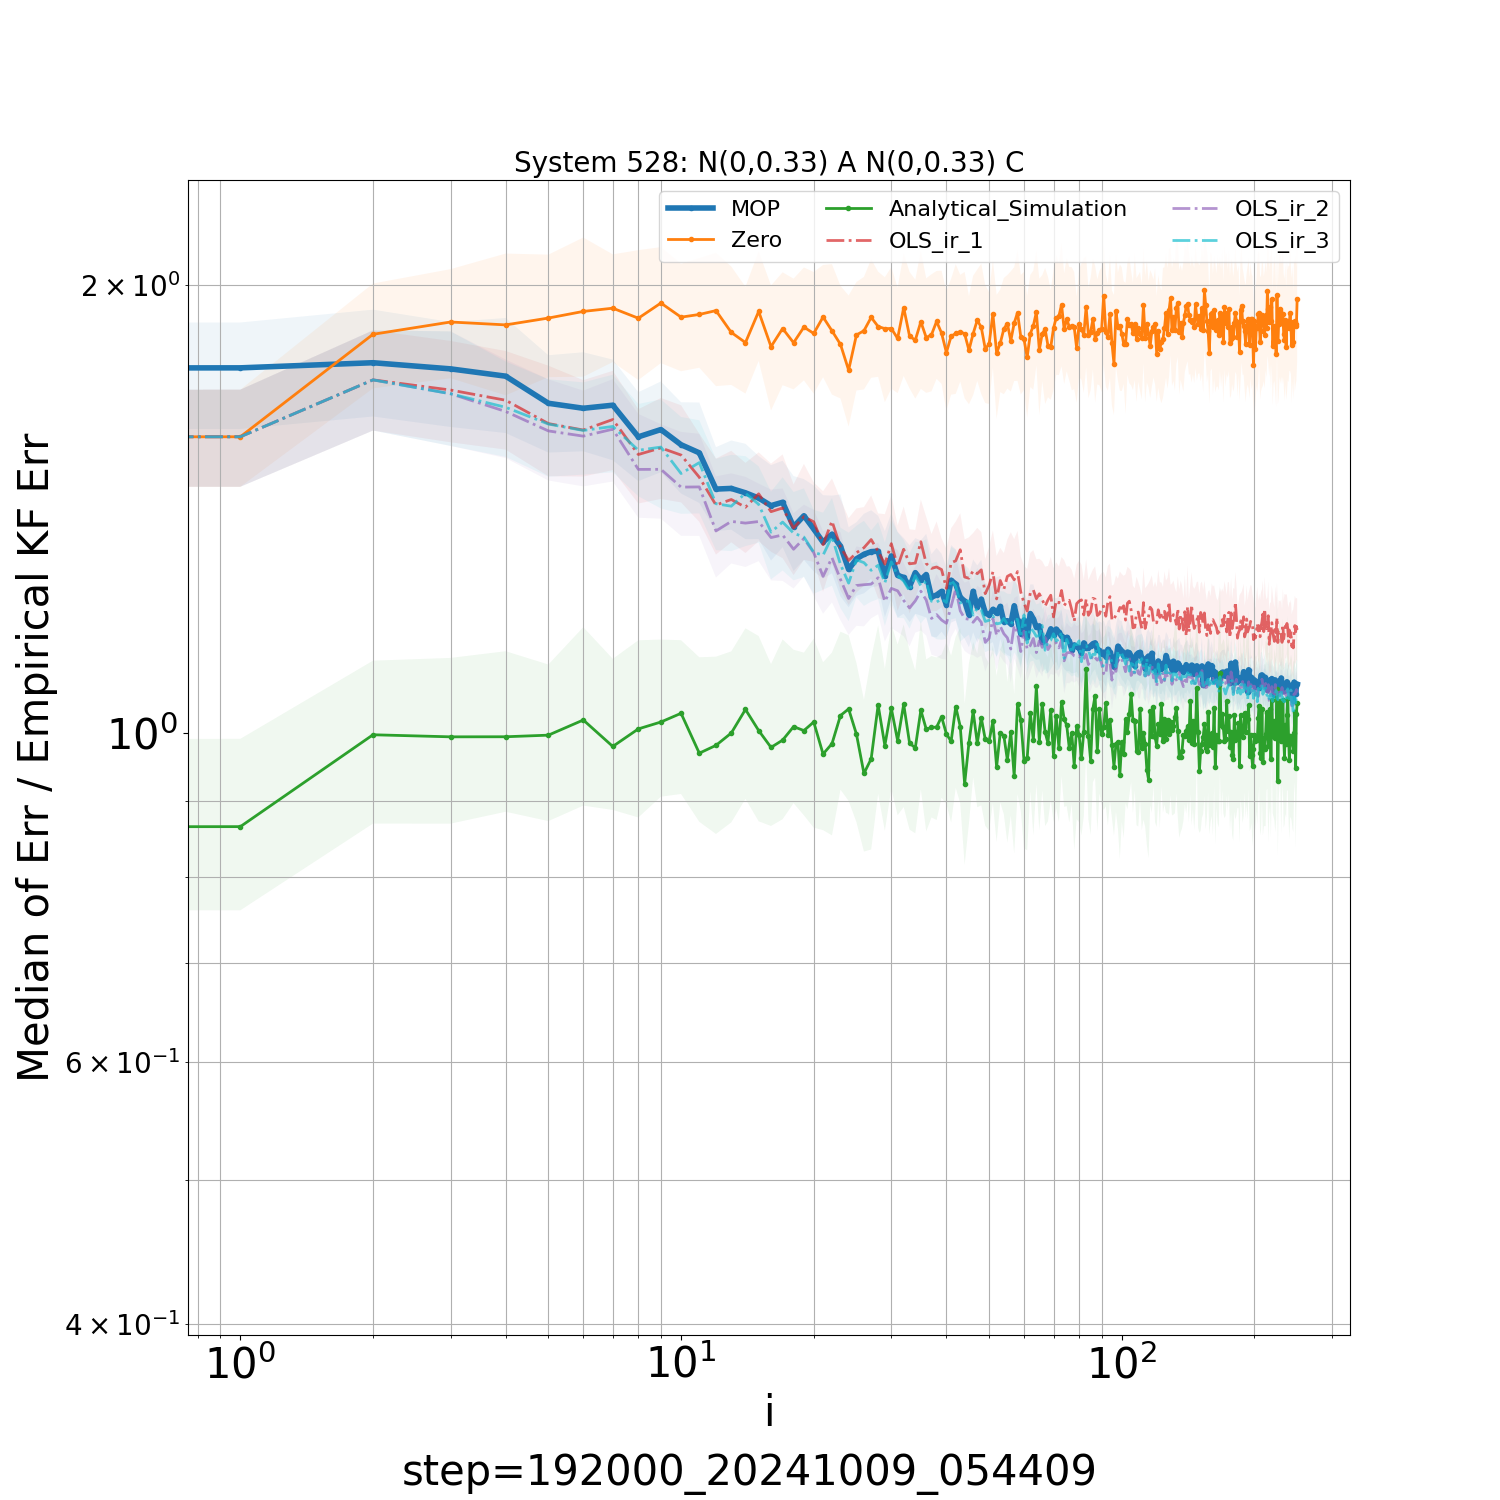 System 528: N(0,0.33) A N(0,0.33) C
MOP
Zero
Analytical_Simulation
OLS_ir_1
OLS_ir_2
OLS_ir_3
Median of Err / Empirical KF Err
2 × 10⁰
10⁰
6 × 10⁻¹
4 × 10⁻¹
10⁰
10¹
10²
i
step=192000_20241009_054409